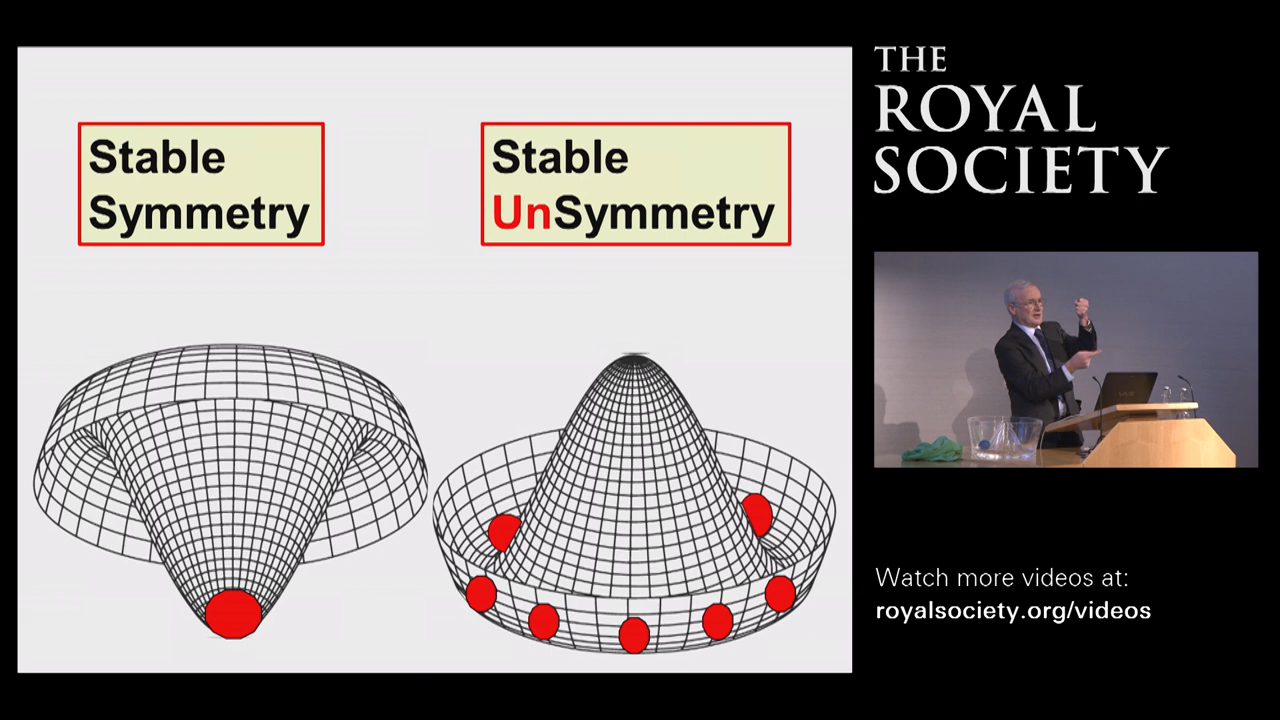 Stable
Symmetry
Stable
UnSymmetry
THE
ROYAL
SOCIETY
Watch more videos at:
royalsociety.org/videos